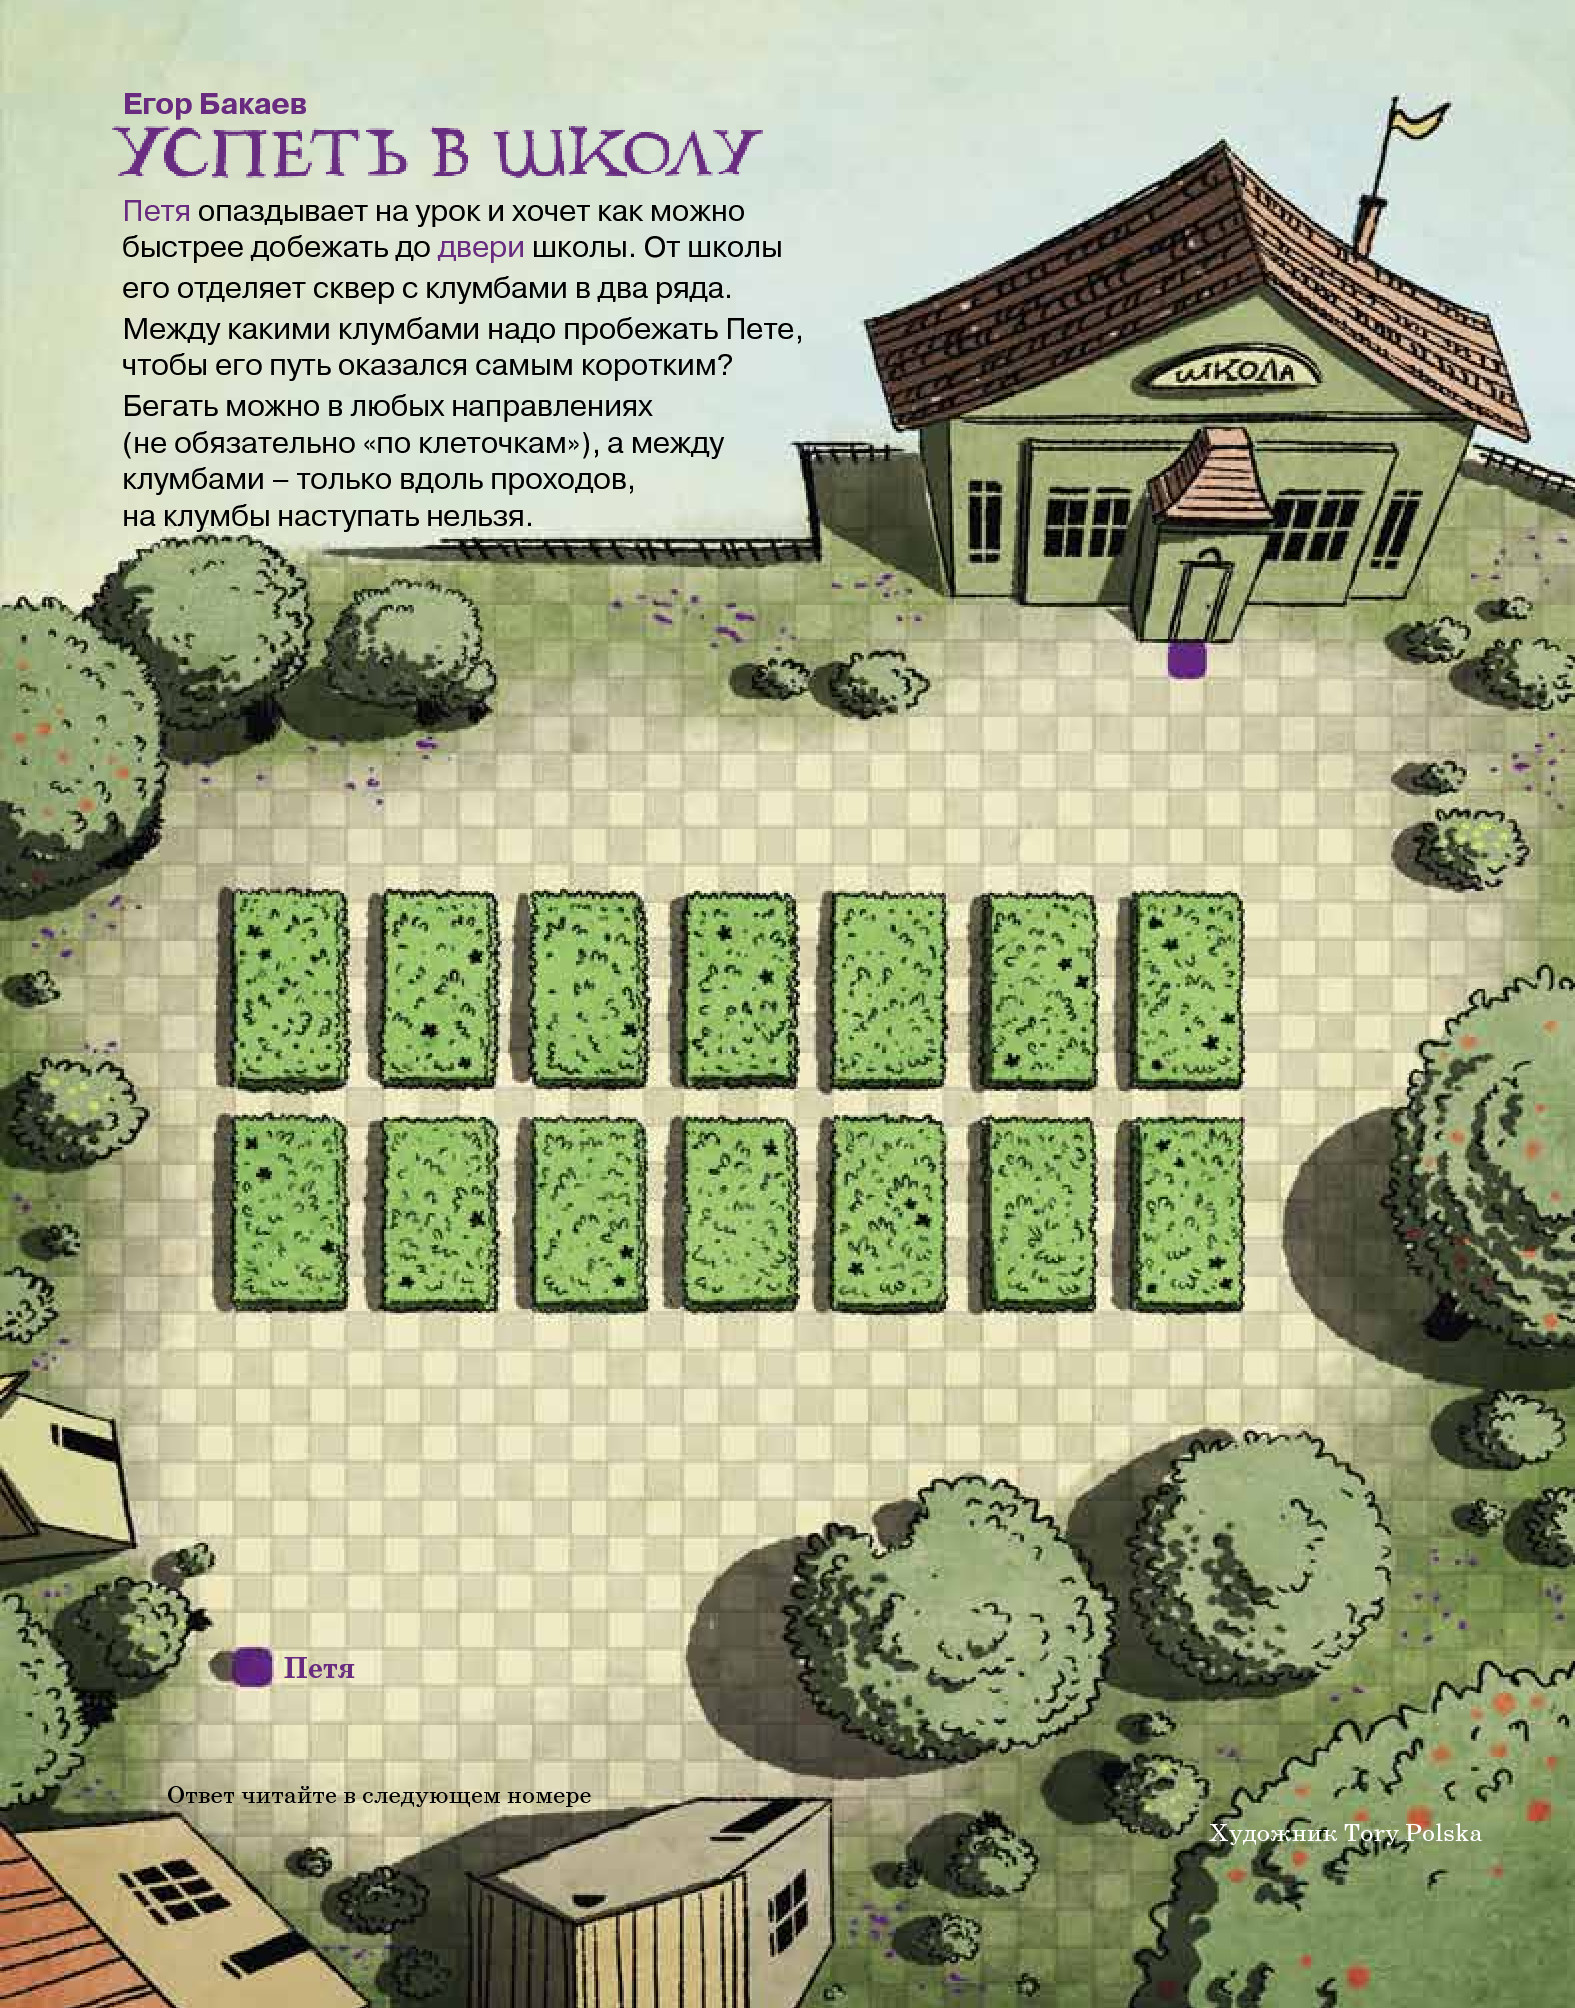 Егор Бакаев
УСПЕТЬ В ШКОЛУ
Петя опаздывает на урок и хочет как можно
быстрее добежать до двери школы. От школы
его отделяет сквер с клумбами в два ряда.
Между какими клумбами надо пробежать Пете,
чтобы его путь оказался самым коротким?
Бегать можно в любых направлениях
(не обязательно «по клеточкам»), а между
клумбами – только вдоль проходов,
на клумбы наступать нельзя.
ШКОЛА
Петя
Ответ читайте в следующем номере
Художник Tory Polska